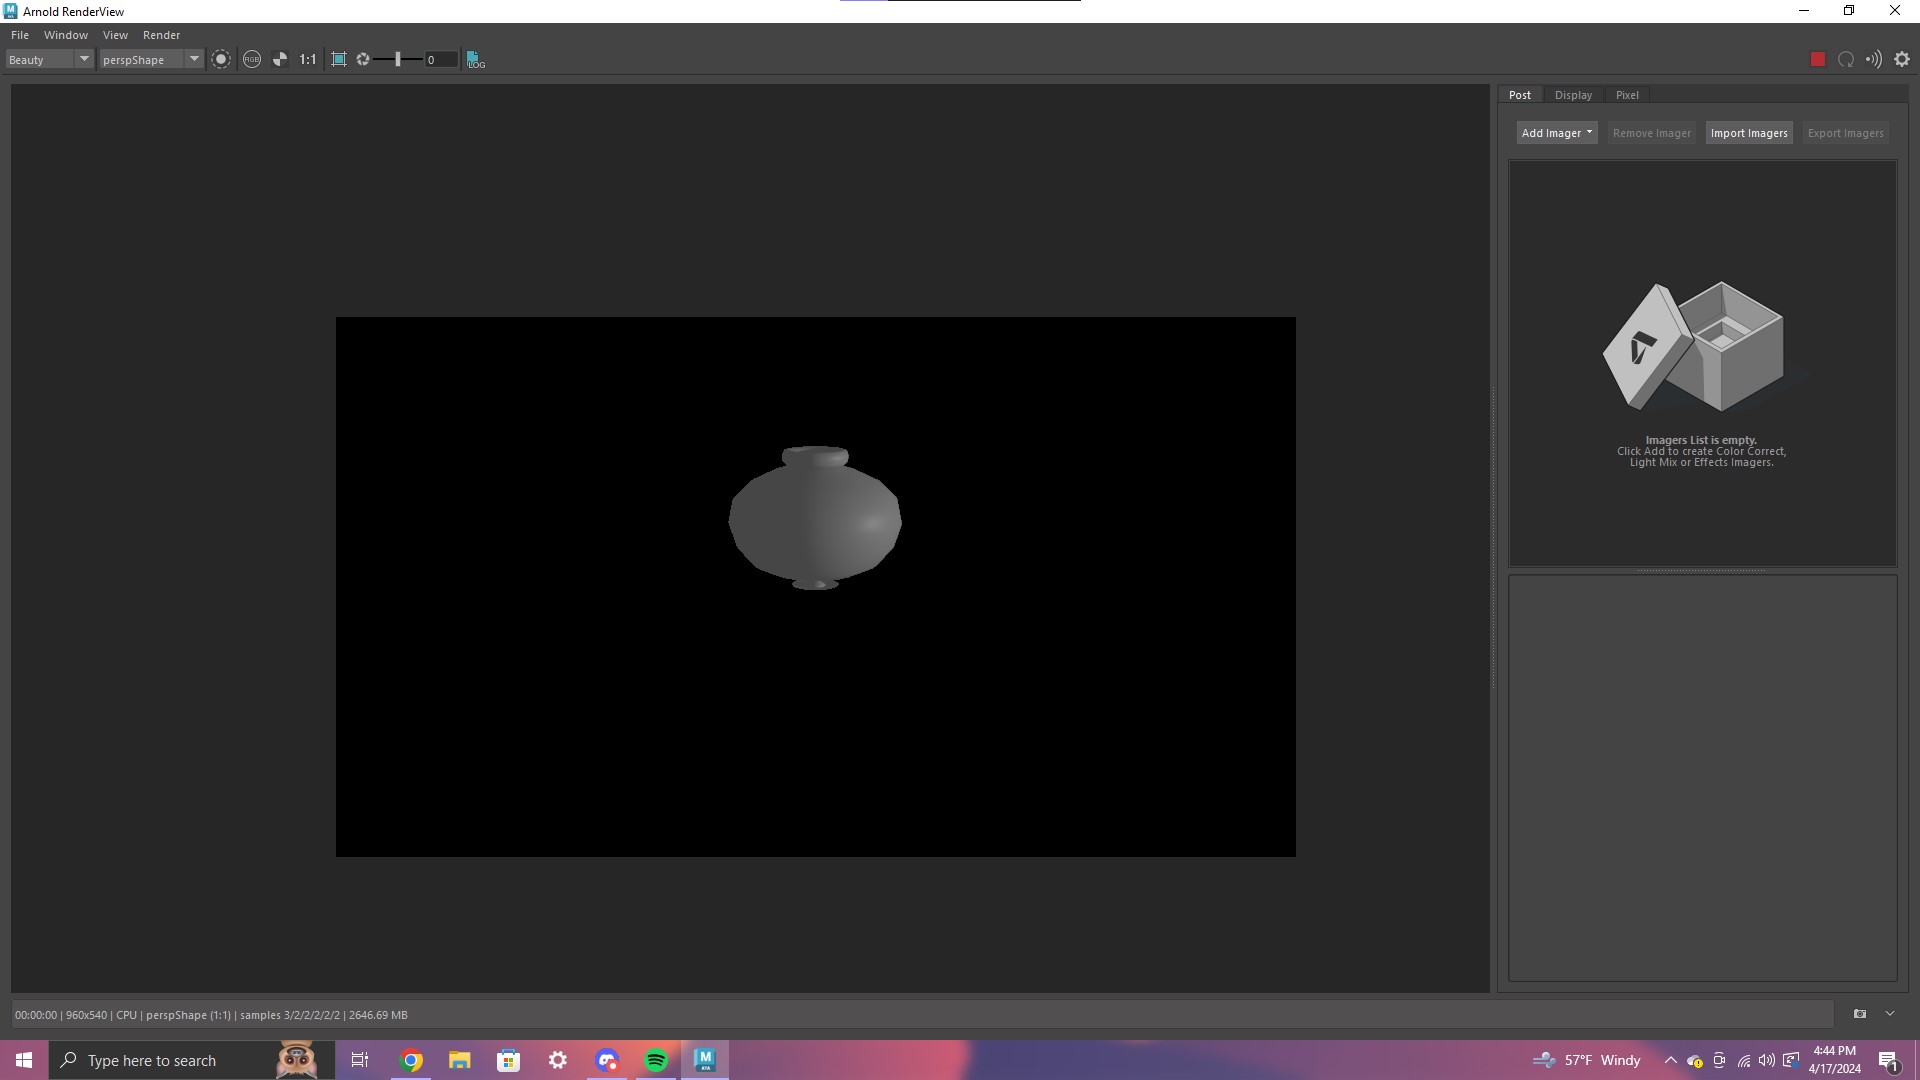 Arnold RenderView
File Window View Render
Beauty perspShape RGB 1:1 0 LOG
Post Display Pixel
Add Imager Remove Imager Import Imagers Export Imagers
Imagers List is empty.
Click Add to create Color Correct,
Light Mix or Effects Imagers.
00:00:00 | 960x540 | CPU | perspShape (1:1) | samples 3/2/2/2/2/2 | 2646.69 MB
Type here to search
M
57°F Windy
4:44 PM
4/17/2024
1